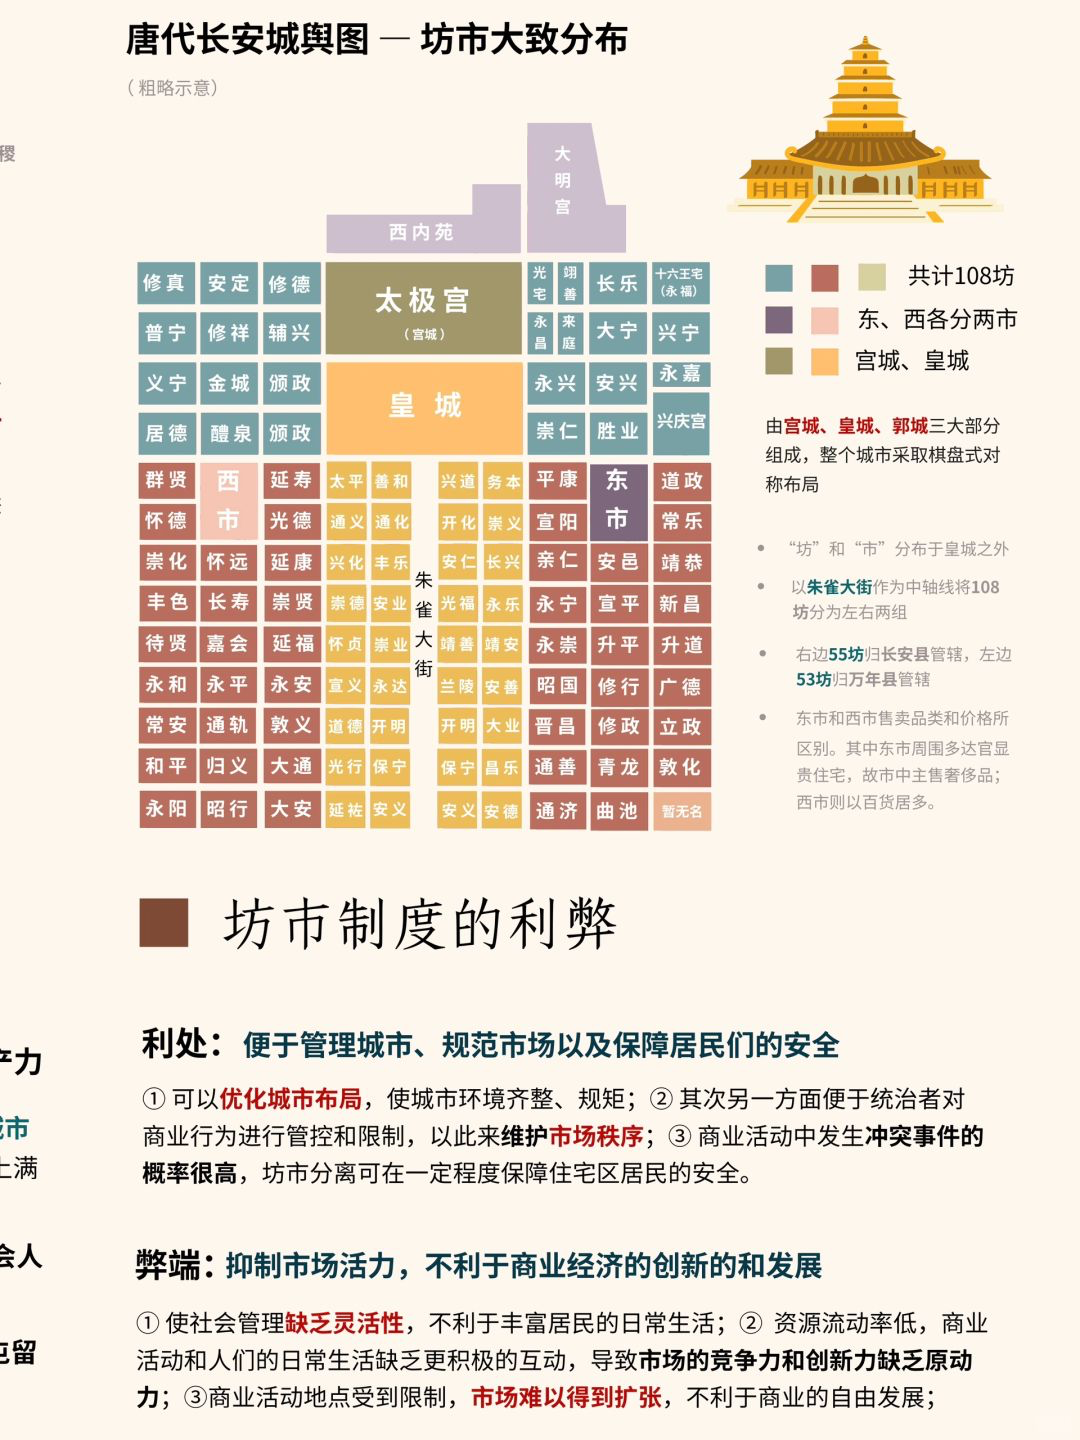 唐代长安城舆图 — 坊市大致分布
（粗略示意）
稷
大明宫
西内苑
修真 安定 修德 太极宫 光宅 翊善 长乐 十六王宅
（宫城） （永福）
普宁 修祥 辅兴 永昌 来庭 大宁 兴宁
义宁 金城 颁政 皇 城 永兴 安兴 永嘉
居德 醴泉 颁政 崇仁 胜业 兴庆宫
群贤 西市 延寿 太平 善和 兴道 务本 平康 东市 道政
怀德 光德 通义 通化 开化 崇义 宣阳 常乐
崇化 怀远 延康 兴化 丰乐 安仁 长兴 亲仁 安邑 靖恭
朱雀大街
丰色 长寿 崇贤 崇德 安业 光福 永乐 永宁 宣平 新昌
待贤 嘉会 延福 怀贞 崇业 靖善 靖安 永崇 升平 升道
永和 永平 永安 宣义 永达 兰陵 安善 昭国 修行 广德
常安 通轨 敦义 道德 开明 开明 大业 晋昌 修政 立政
和平 归义 大通 光行 保宁 保宁 昌乐 通善 青龙 敦化
永阳 昭行 大安 延祐 安义 安义 安德 通济 曲池 暂无名
共计108坊
东、西各分两市
宫城、皇城
由宫城、皇城、郭城三大部分
组成，整个城市采取棋盘式对
称布局
• “坊”和“市”分布于皇城之外
• 以朱雀大街作为中轴线将108
坊分为左右两组
• 右边55坊归长安县管辖，左边
53坊归万年县管辖
• 东市和西市售卖品类和价格所
区别。其中东市周围多达官显
贵住宅，故市中主售奢侈品；
西市则以百货居多。
坊市制度的利弊
利处：便于管理城市、规范市场以及保障居民们的安全
① 可以优化城市布局，使城市环境齐整、规矩；② 其次另一方面便于统治者对
商业行为进行管控和限制，以此来维护市场秩序；③ 商业活动中发生冲突事件的
概率很高，坊市分离可在一定程度保障住宅区居民的安全。
弊端：抑制市场活力，不利于商业经济的创新的和发展
① 使社会管理缺乏灵活性，不利于丰富居民的日常生活；② 资源流动率低，商业
活动和人们的日常生活缺乏更积极的互动，导致市场的竞争力和创新力缺乏原动
力；③商业活动地点受到限制，市场难以得到扩张，不利于商业的自由发展；
产力
市
上满
会人
留